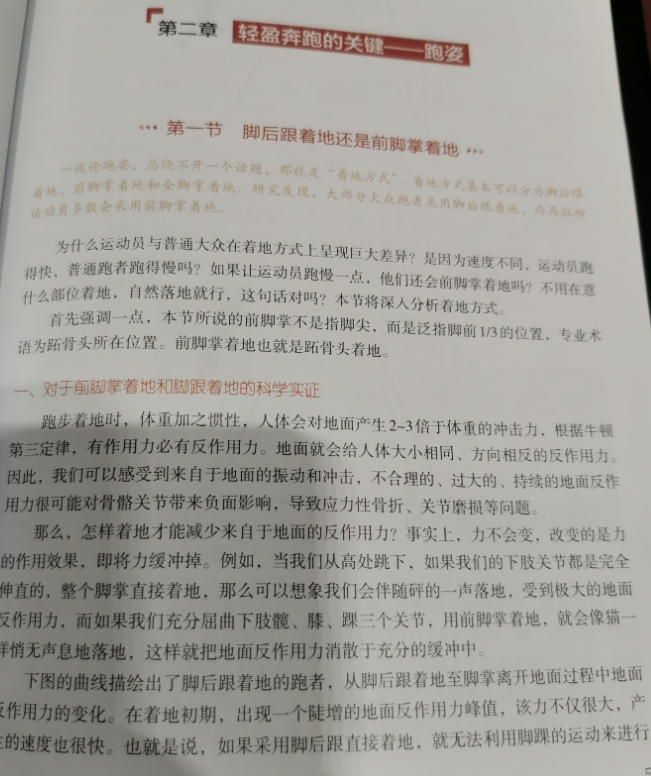 第二章 轻盈奔跑的关键——跑姿
第一节 脚后跟着地还是前脚掌着地
一谈论跑姿，总绕不开一个话题，那就是“着地方式”。着地方式基本可以分为脚后跟
着地、前脚掌着地和全脚掌着地。研究发现，大部分大众跑者采用脚后跟着地，而马拉松
运动员多数会采用前脚掌着地。
为什么运动员与普通大众在着地方式上呈现巨大差异？是因为速度不同，运动员跑
得快，普通跑者跑得慢吗？如果让运动员跑慢一点，他们还会前脚掌着地吗？不用在意
什么部位着地，自然落地就行，这句话对吗？本节将深入分析着地方式。
首先强调一点，本节所说的前脚掌不是指脚尖，而是泛指脚前1/3的位置，专业术
语为跖骨头所在位置。前脚掌着地也就是跖骨头着地。
一、对于前脚掌着地和脚跟着地的科学实证
跑步着地时，体重加之惯性，人体会对地面产生2~3倍于体重的冲击力，根据牛顿
第三定律，有作用力必有反作用力。地面就会给人体大小相同、方向相反的反作用力。
因此，我们可以感受到来自于地面的振动和冲击，不合理的、过大的、持续的地面反作
用力很可能对骨骼关节带来负面影响，导致应力性骨折、关节磨损等问题。
那么，怎样着地才能减少来自于地面的反作用力？事实上，力不会变，改变的是力
的作用效果，即将力缓冲掉。例如，当我们从高处跳下，如果我们的下肢关节都是完全
伸直的，整个脚掌直接着地，那么可以想象我们会伴随砰的一声落地，受到极大的地面
反作用力，而如果我们充分屈曲下肢髋、膝、踝三个关节，用前脚掌着地，就会像猫一
样悄无声息地落地，这样就把地面反作用力消散于充分的缓冲中。
下图的曲线描绘出了脚后跟着地的跑者，从脚后跟着地至脚掌离开地面过程中地面
反作用力的变化。在着地初期，出现一个陡增的地面反作用力峰值，该力不仅很大，产
生的速度也很快。也就是说，如果采用脚后跟直接着地，就无法利用脚踝的运动来进行